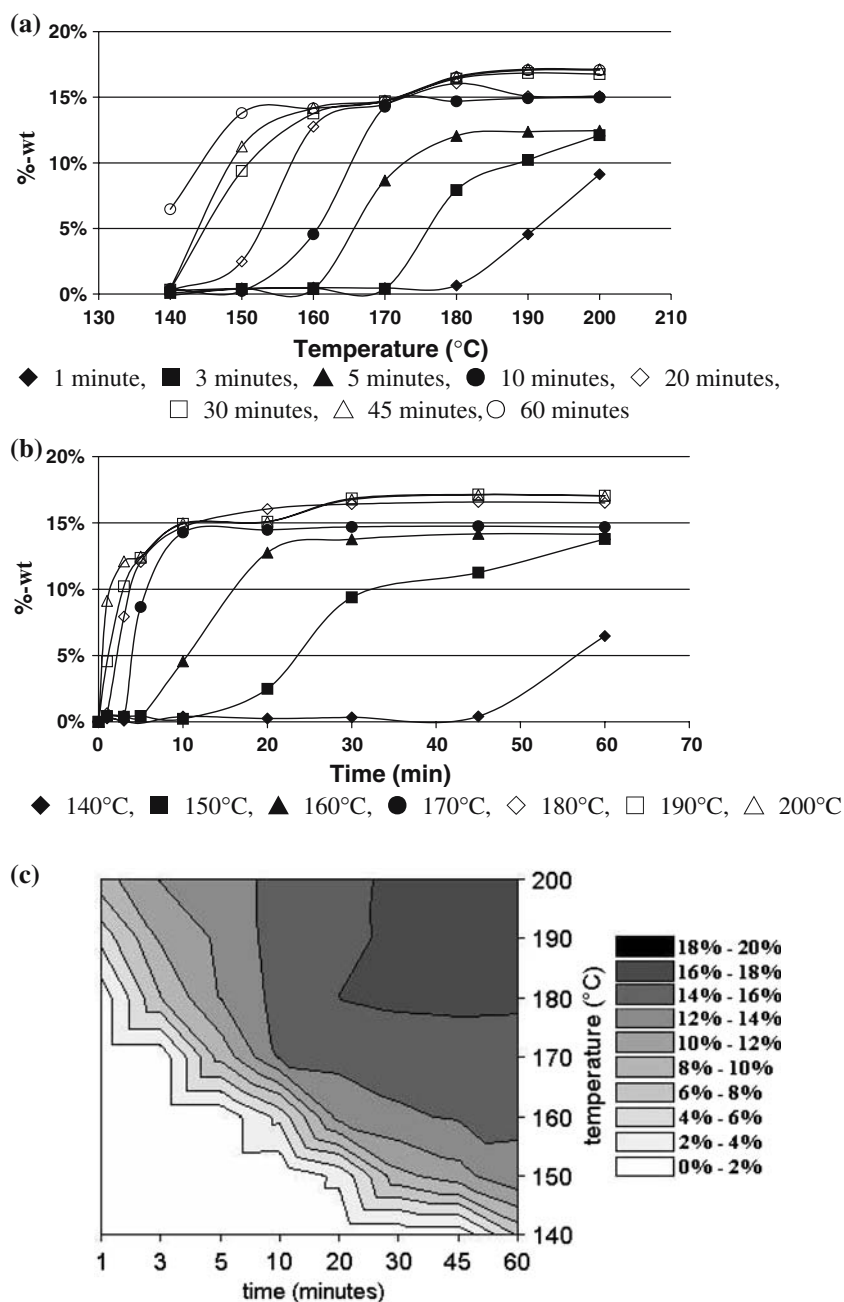 (a)
20%
15%
10%
5%
0%
%-wt
130 140 150 160 170 180 190 200 210
Temperature (°C)
1 minute, 3 minutes, 5 minutes, 10 minutes, 20 minutes,
30 minutes, 45 minutes, 60 minutes
(b)
20%
15%
10%
5%
0%
%-wt
0 10 20 30 40 50 60 70
Time (min)
140°C, 150°C, 160°C, 170°C, 180°C, 190°C, 200°C
(c)
200
190
180
170
160
150
140
temperature (°C)
1 3 5 10 20 30 45 60
time (minutes)
18% - 20%
16% - 18%
14% - 16%
12% - 14%
10% - 12%
8% - 10%
6% - 8%
4% - 6%
2% - 4%
0% - 2%